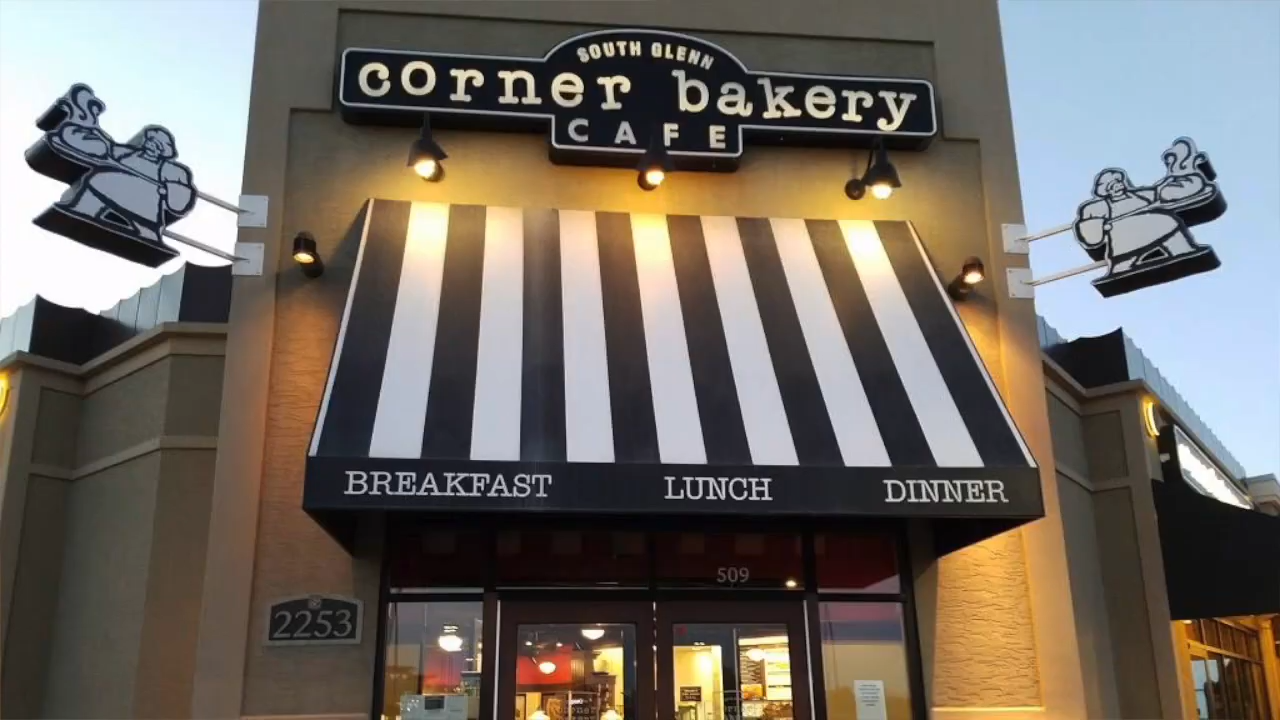 SOUTH GLENN
corner bakery
CAFE
BREAKFAST LUNCH DINNER
509
2253